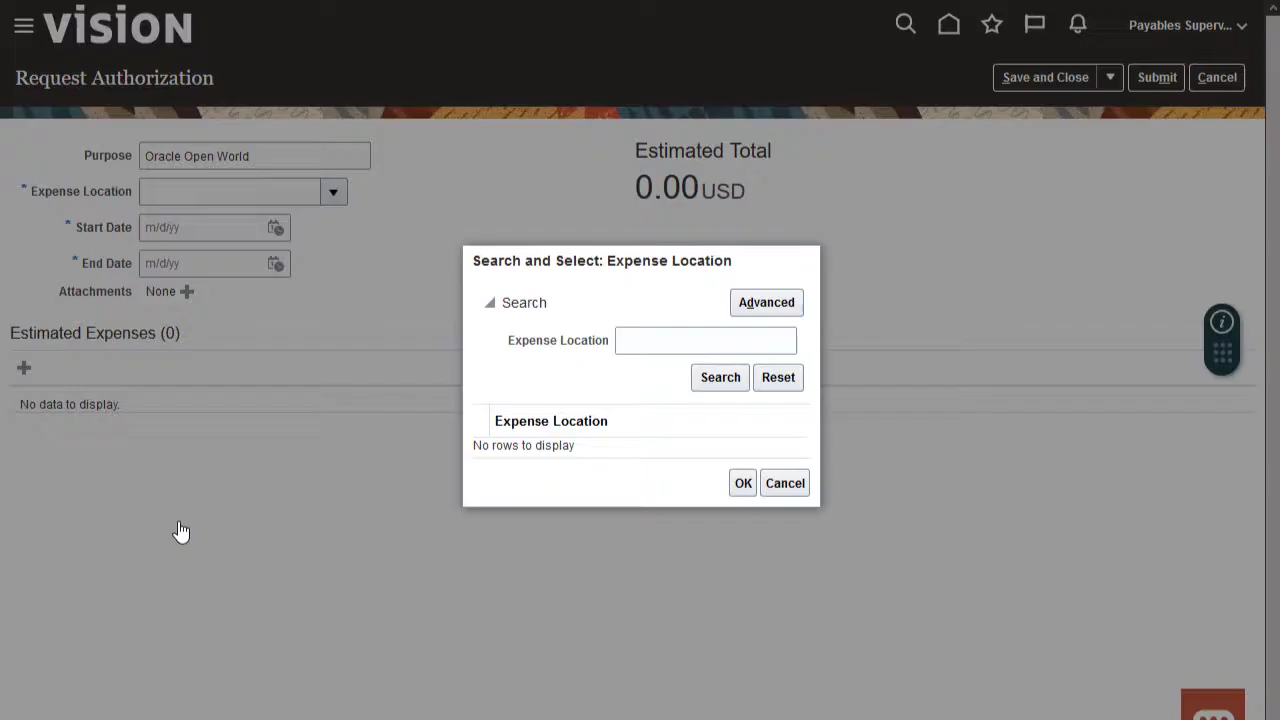 vision
Payables Superv...
Request Authorization
Save and Close
Submit
Cancel
Purpose
Oracle Open World
Estimated Total
0.00 USD
* Expense Location
* Start Date
m/d/yy
* End Date
m/d/yy
Attachments
None
Estimated Expenses (0)
No data to display.
Search and Select: Expense Location
Search
Advanced
Expense Location
Search
Reset
Expense Location
No rows to display
OK
Cancel